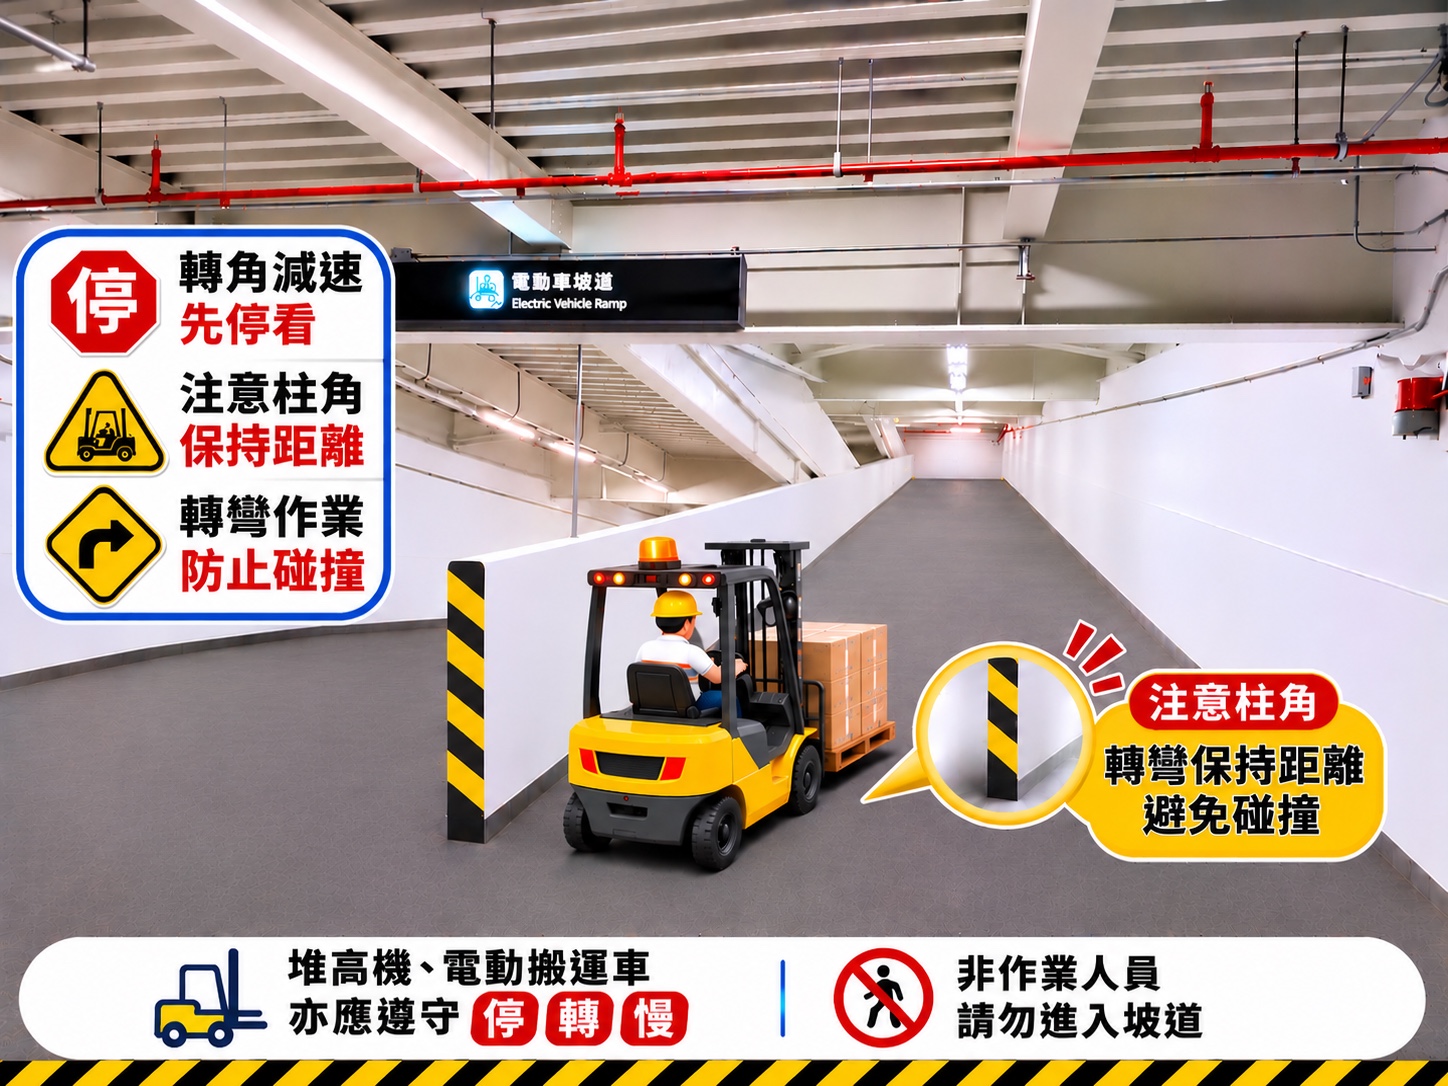 停
轉角減速
先停看
注意柱角
保持距離
轉彎作業
防止碰撞
電動車坡道
Electric Vehicle Ramp
注意柱角
轉彎保持距離
避免碰撞
堆高機、電動搬運車
亦應遵守 停 轉 慢
非作業人員
請勿進入坡道